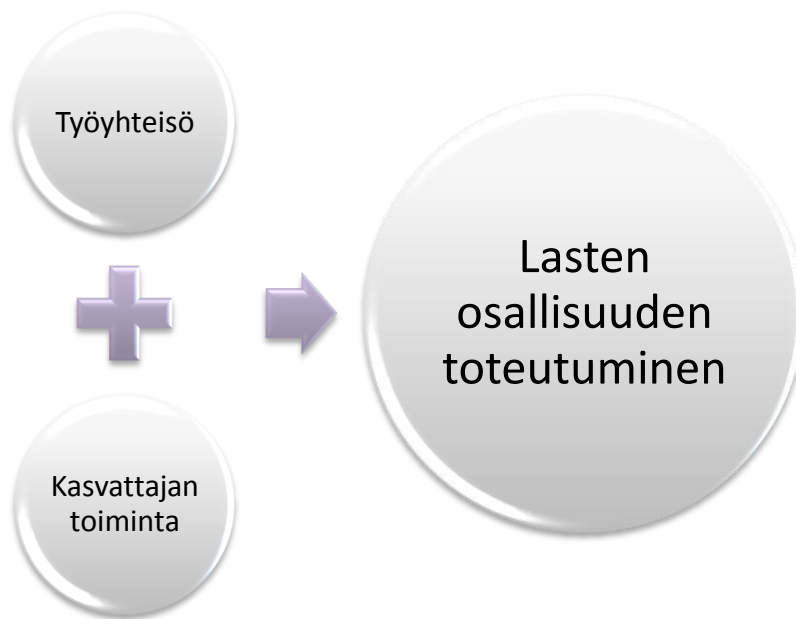 Työyhteisö
Kasvattajan
toiminta
Lasten
osallisuuden
toteutuminen